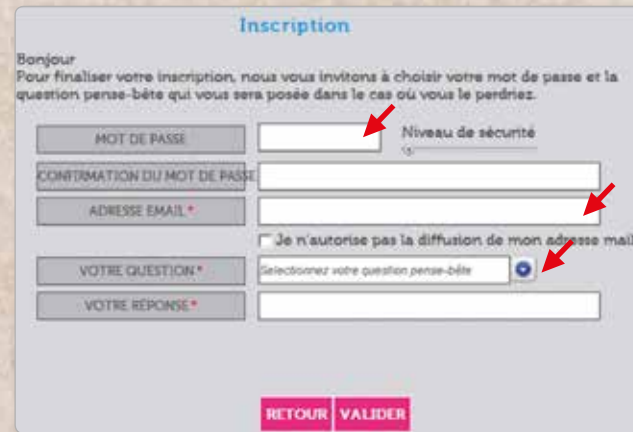 Inscription
Bonjour
Pour finaliser votre inscription, nous vous invitons à choisir votre mot de passe et la
question pense-bête qui vous sera posée dans le cas où vous le perdriez.
MOT DE PASSE
Niveau de sécurité
CONFIRMATION DU MOT DE PASSE
ADRESSE EMAIL *
Je n'autorise pas la diffusion de mon adresse mail
VOTRE QUESTION *
Selectionnez votre question pense-bête
VOTRE RÉPONSE *
RETOUR VALIDER